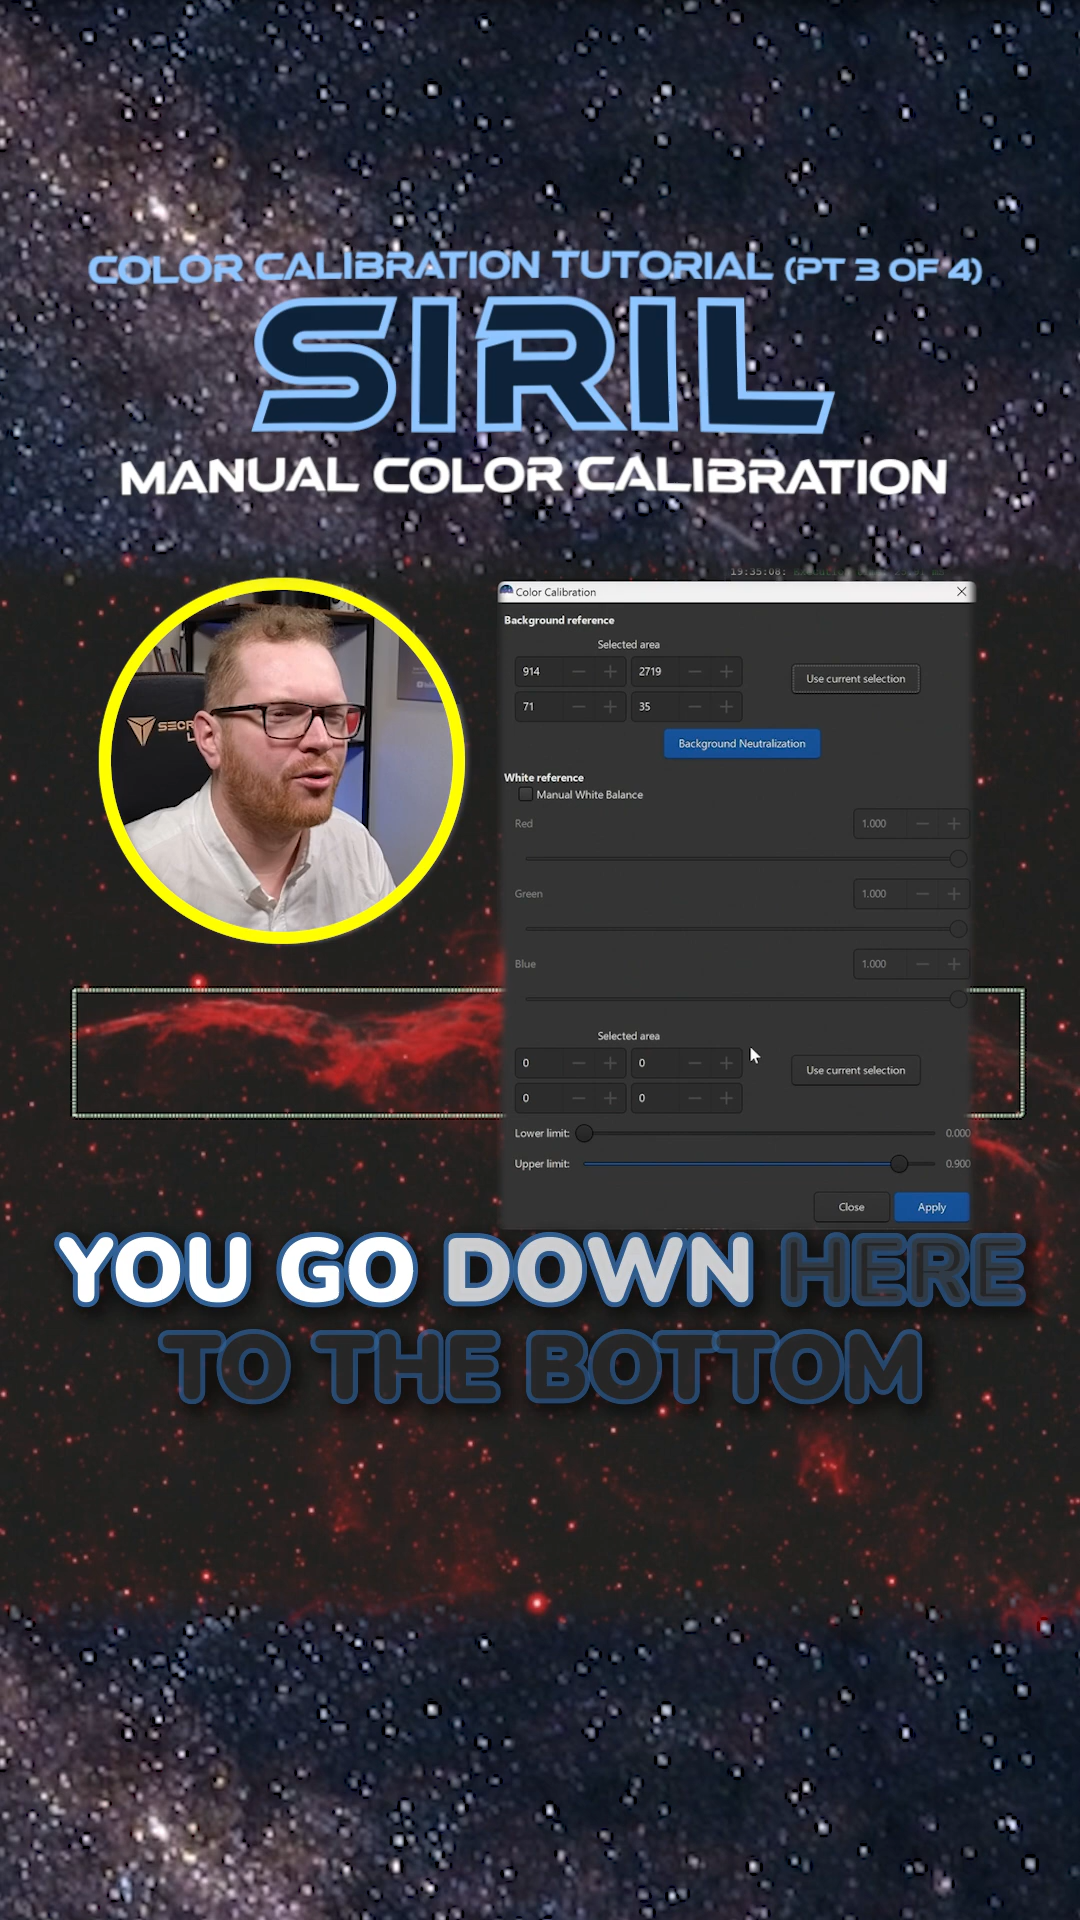 COLOR CALIBRATION TUTORIAL (PT 3 OF 4)
SIRIL
MANUAL COLOR CALIBRATION
19:35:08:
Color Calibration
Background reference
Selected area
914 2719
Use current selection
71 35
Background Neutralization
White reference
Manual White Balance
Red 1.000
Green 1.000
Blue 1.000
Selected area
0 0
Use current selection
0 0
Lower limit: 0.000
Upper limit: 0.900
Close Apply
YOU GO DOWN HERE
TO THE BOTTOM